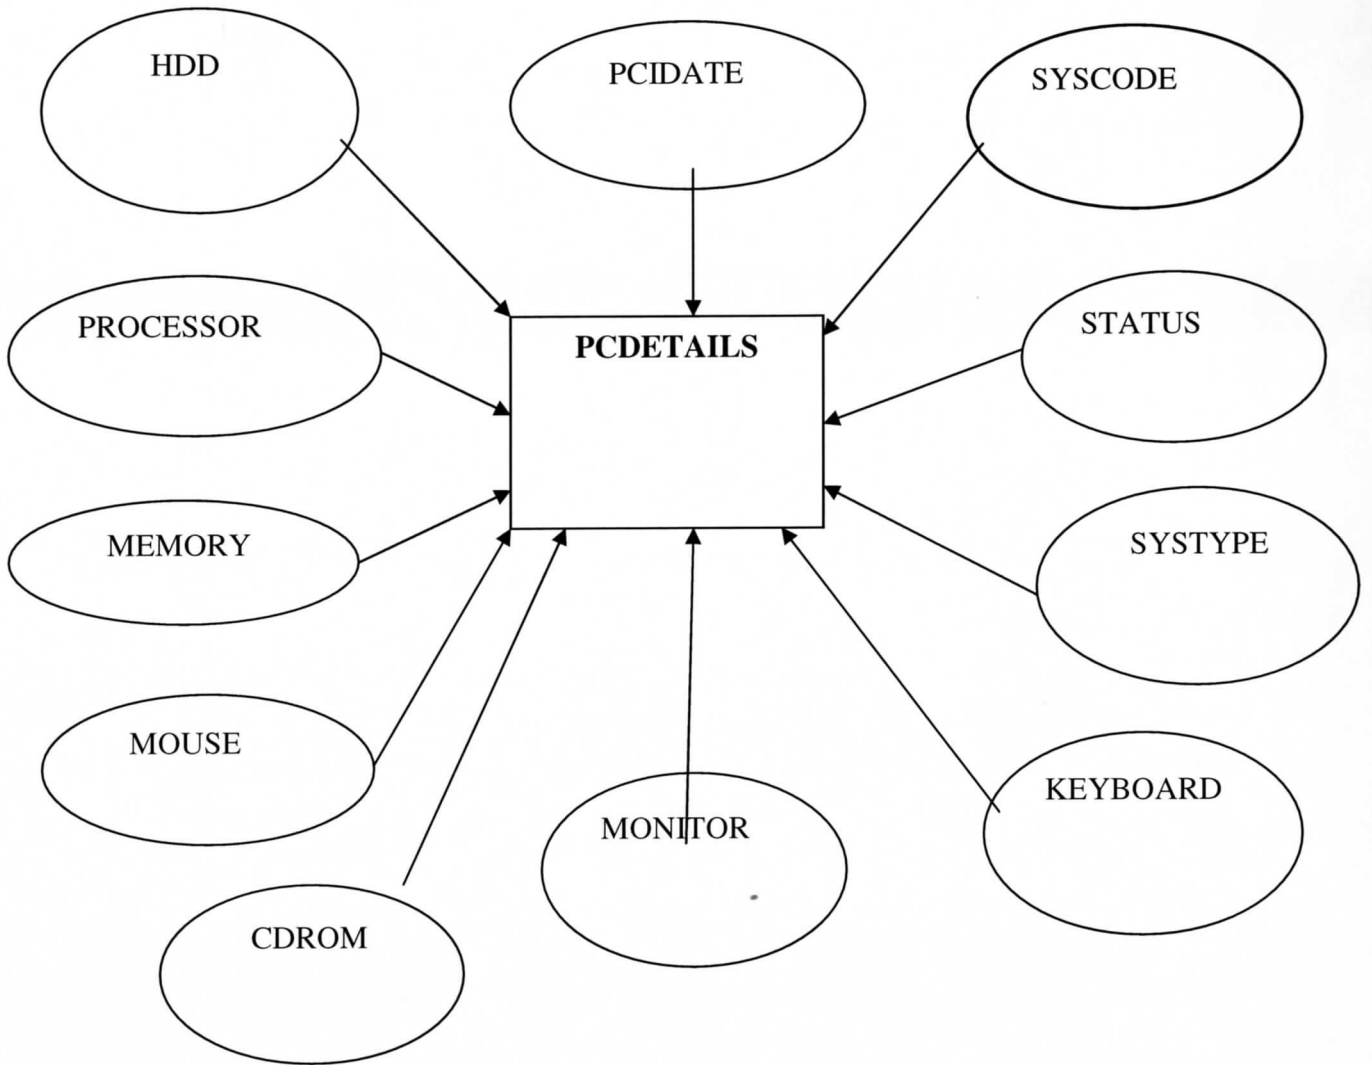 HDD
PCIDATE
SYSCODE
PROCESSOR
PCDETAILS
STATUS
MEMORY
SYSTYPE
MOUSE
KEYBOARD
MONITOR
CDROM